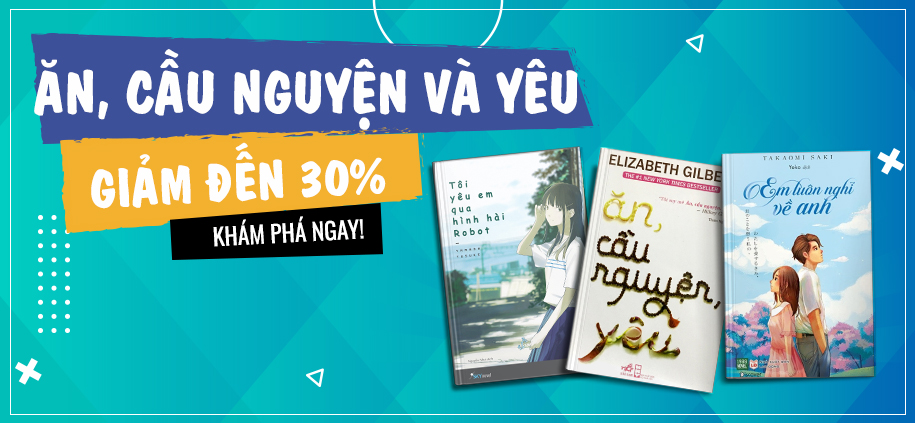 ĂN, CẦU NGUYỆN VÀ YÊU
GIẢM ĐẾN 30%
KHÁM PHÁ NGAY!
Tôi
yêu em
qua
hình hài
Robot
ELIZABETH GILBE
THE #1 NEW YORK TIMES BESTSELLER
ăn,
cầu
nguyện,
yêu
TAKAOMI SAKI
Yoko
Em luôn nghĩ
về anh